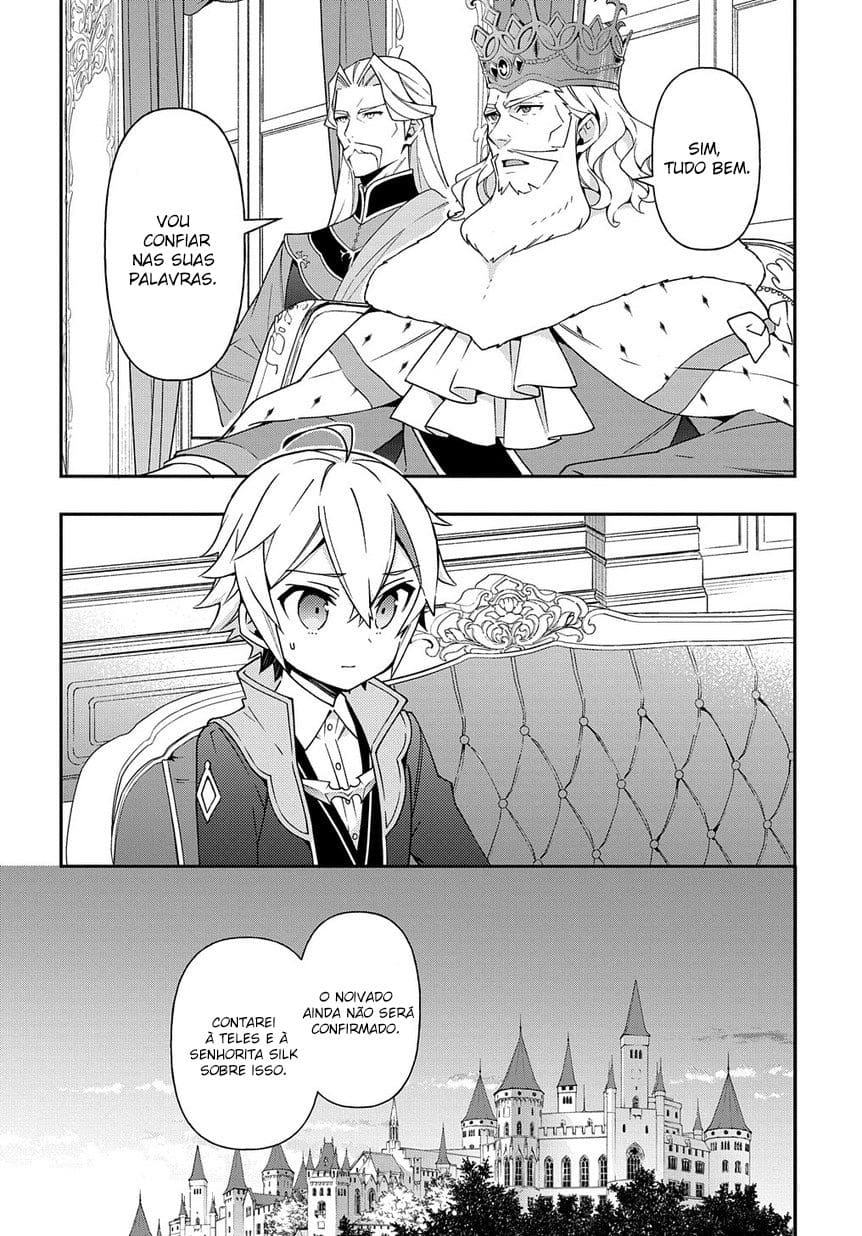 SIM,
TUDO BEM.
VOU
CONFIAR
NAS SUAS
PALAVRAS.
O NOIVADO
AINDA NÃO SERÁ
CONFIRMADO.
CONTAREI
À TELES E À
SENHORITA SILK
SOBRE ISSO.